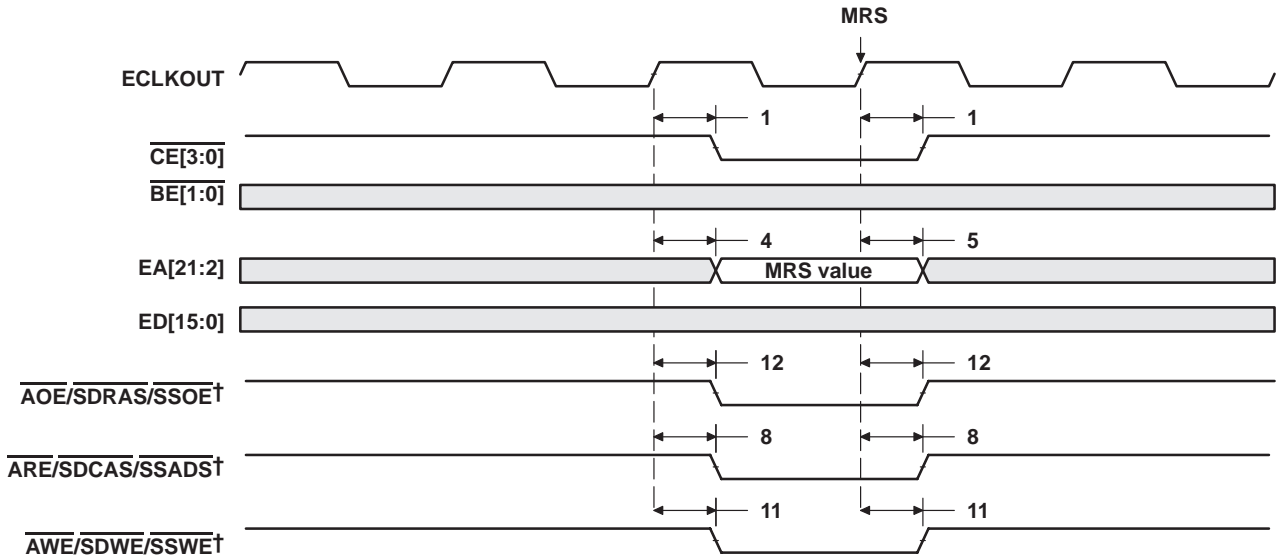 MRS
ECLKOUT
1 1
CE[3:0]
BE[1:0]
4 5
EA[21:2] MRS value
ED[15:0]
12 12
AOE/SDRAS/SSOE†
8 8
ARE/SDCAS/SSADS†
11 11
AWE/SDWE/SSWE†